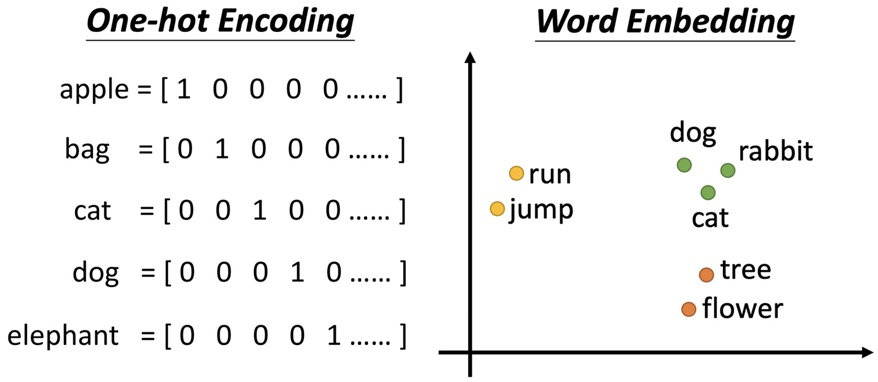 One-hot Encoding
apple = [ 1 0 0 0 0 ...... ]
bag = [ 0 1 0 0 0 ...... ]
cat = [ 0 0 1 0 0 ...... ]
dog = [ 0 0 0 1 0 ...... ]
elephant = [ 0 0 0 0 1 ...... ]
Word Embedding
dog
rabbit
run
cat
jump
tree
flower